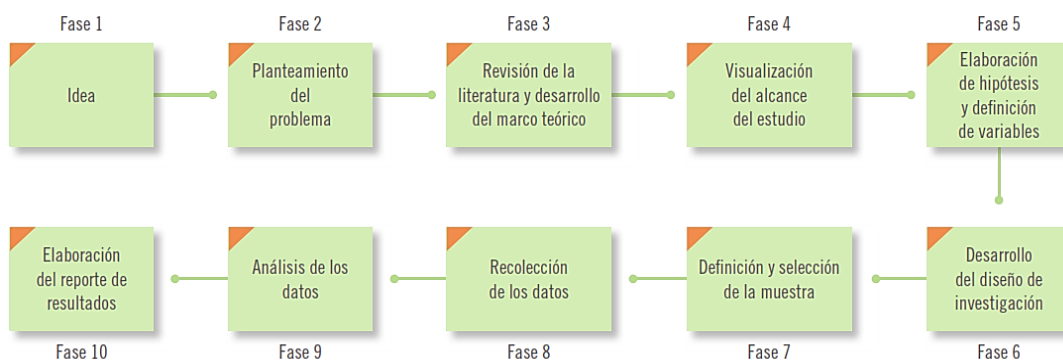 Fase 1
Idea
Fase 2
Planteamiento
del
problema
Fase 3
Revisión de la
literatura y desarrollo
del marco teórico
Fase 4
Visualización
del alcance
del estudio
Fase 5
Elaboración
de hipótesis
y definición
de variables
Desarrollo
del diseño de
investigación
Fase 6
Definición y selección
de la muestra
Fase 7
Recolección
de los datos
Fase 8
Análisis de los
datos
Fase 9
Elaboración
del reporte de
resultados
Fase 10